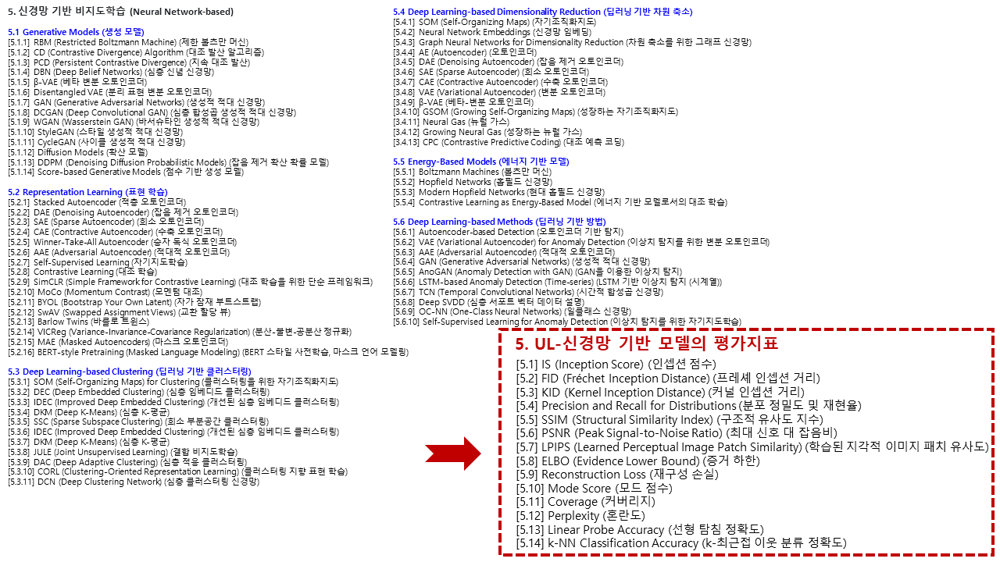 5. 신경망 기반 비지도학습 (Neural Network-based)
5.1 Generative Models (생성 모델)
[5.1.1] RBM (Restricted Boltzmann Machine) (제한 볼츠만 머신)
[5.1.2] CD (Contrastive Divergence) Algorithm (대조 발산 알고리즘)
[5.1.3] PCD (Persistent Contrastive Divergence) (지속 대조 발산)
[5.1.4] DBN (Deep Belief Networks) (심층 신념 신경망)
[5.1.5] β-VAE (베타 변분 오토인코더)
[5.1.6] Disentangled VAE (분리 표현 변분 오토인코더)
[5.1.7] GAN (Generative Adversarial Networks) (생성적 적대 신경망)
[5.1.8] DCGAN (Deep Convolutional GAN) (심층 합성곱 생성적 적대 신경망)
[5.1.9] WGAN (Wasserstein GAN) (바서슈타인 생성적 적대 신경망)
[5.1.10] StyleGAN (스타일 생성적 적대 신경망)
[5.1.11] CycleGAN (사이클 생성적 적대 신경망)
[5.1.12] Diffusion Models (확산 모델)
[5.1.13] DDPM (Denoising Diffusion Probabilistic Models) (잡음 제거 확산 확률 모델)
[5.1.14] Score-based Generative Models (점수 기반 생성 모델)
5.2 Representation Learning (표현 학습)
[5.2.1] Stacked Autoencoder (적층 오토인코더)
[5.2.2] DAE (Denoising Autoencoder) (잡음 제거 오토인코더)
[5.2.3] SAE (Sparse Autoencoder) (희소 오토인코더)
[5.2.4] CAE (Contractive Autoencoder) (수축 오토인코더)
[5.2.5] Winner-Take-All Autoencoder (승자 독식 오토인코더)
[5.2.6] AAE (Adversarial Autoencoder) (적대적 오토인코더)
[5.2.7] Self-Supervised Learning (자기지도학습)
[5.2.8] Contrastive Learning (대조 학습)
[5.2.9] SimCLR (Simple Framework for Contrastive Learning) (대조 학습을 위한 단순 프레임워크)
[5.2.10] MoCo (Momentum Contrast) (모멘텀 대조)
[5.2.11] BYOL (Bootstrap Your Own Latent) (자가 잠재 부트스트랩)
[5.2.12] SwAV (Swapped Assignment Views) (교환 할당 뷰)
[5.2.13] Barlow Twins (바를로 트윈스)
[5.2.14] VICReg (Variance-Invariance-Covariance Regularization) (분산-불변-공분산 정규화)
[5.2.15] MAE (Masked Autoencoders) (마스크 오토인코더)
[5.2.16] BERT-style Pretraining (Masked Language Modeling) (BERT 스타일 사전학습, 마스크 언어 모델링)
5.3 Deep Learning-based Clustering (딥러닝 기반 클러스터링)
[5.3.1] SOM (Self-Organizing Maps) for Clustering (클러스터링을 위한 자기조직화지도)
[5.3.2] DEC (Deep Embedded Clustering) (심층 임베디드 클러스터링)
[5.3.3] IDEC (Improved Deep Embedded Clustering) (개선된 심층 임베디드 클러스터링)
[5.3.4] DKM (Deep K-Means) (심층 K-평균)
[5.3.5] SSC (Sparse Subspace Clustering) (희소 부분공간 클러스터링)
[5.3.6] IDEC (Improved Deep Embedded Clustering) (개선된 심층 임베디드 클러스터링)
[5.3.7] DKM (Deep K-Means) (심층 K-평균)
[5.3.8] JULE (Joint Unsupervised Learning) (결합 비지도학습)
[5.3.9] DAC (Deep Adaptive Clustering) (심층 적응 클러스터링)
[5.3.10] CORL (Clustering-Oriented Representation Learning) (클러스터링 지향 표현 학습)
[5.3.11] DCN (Deep Clustering Network) (심층 클러스터링 신경망)
5.4 Deep Learning-based Dimensionality Reduction (딥러닝 기반 차원 축소)
[5.4.1] SOM (Self-Organizing Maps) (자기조직화지도)
[5.4.2] Neural Network Embeddings (신경망 임베딩)
[5.4.3] Graph Neural Networks for Dimensionality Reduction (차원 축소를 위한 그래프 신경망)
[3.4.4] AE (Autoencoder) (오토인코더)
[3.4.5] DAE (Denoising Autoencoder) (잡음 제거 오토인코더)
[3.4.6] SAE (Sparse Autoencoder) (희소 오토인코더)
[3.4.7] CAE (Contractive Autoencoder) (수축 오토인코더)
[3.4.8] VAE (Variational Autoencoder) (변분 오토인코더)
[3.4.9] β-VAE (베타-변분 오토인코더)
[3.4.10] GSOM (Growing Self-Organizing Maps) (성장하는 자기조직화지도)
[3.4.11] Neural Gas (뉴럴 가스)
[3.4.12] Growing Neural Gas (성장하는 뉴럴 가스)
[3.4.13] CPC (Contrastive Predictive Coding) (대조 예측 코딩)
5.5 Energy-Based Models (에너지 기반 모델)
[5.5.1] Boltzmann Machines (볼츠만 머신)
[5.5.2] Hopfield Networks (홉필드 신경망)
[5.5.3] Modern Hopfield Networks (현대 홉필드 신경망)
[5.5.4] Contrastive Learning as Energy-Based Model (에너지 기반 모델로서의 대조 학습)
5.6 Deep Learning-based Methods (딥러닝 기반 방법)
[5.6.1] Autoencoder-based Detection (오토인코더 기반 탐지)
[5.6.2] VAE (Variational Autoencoder) for Anomaly Detection (이상치 탐지를 위한 변분 오토인코더)
[5.6.3] AAE (Adversarial Autoencoder) (적대적 오토인코더)
[5.6.4] GAN (Generative Adversarial Networks) (생성적 적대 신경망)
[5.6.5] AnoGAN (Anomaly Detection with GAN) (GAN을 이용한 이상치 탐지)
[5.6.6] LSTM-based Anomaly Detection (Time-series) (LSTM 기반 이상치 탐지 (시계열))
[5.6.7] TCN (Temporal Convolutional Networks) (시간적 합성곱 신경망)
[5.6.8] Deep SVDD (심층 서포트 벡터 데이터 설명)
[5.6.9] OC-NN (One-Class Neural Networks) (일클래스 신경망)
[5.6.10] Self-Supervised Learning for Anomaly Detection (이상치 탐지를 위한 자기지도학습)
5. UL-신경망 기반 모델의 평가지표
[5.1] IS (Inception Score) (인셉션 점수)
[5.2] FID (Fréchet Inception Distance) (프레셰 인셉션 거리)
[5.3] KID (Kernel Inception Distance) (커널 인셉션 거리)
[5.4] Precision and Recall for Distributions (분포 정밀도 및 재현율)
[5.5] SSIM (Structural Similarity Index) (구조적 유사도 지수)
[5.6] PSNR (Peak Signal-to-Noise Ratio) (최대 신호 대 잡음비)
[5.7] LPIPS (Learned Perceptual Image Patch Similarity) (학습된 지각적 이미지 패치 유사도)
[5.8] ELBO (Evidence Lower Bound) (증거 하한)
[5.9] Reconstruction Loss (재구성 손실)
[5.10] Mode Score (모드 점수)
[5.11] Coverage (커버리지)
[5.12] Perplexity (혼란도)
[5.13] Linear Probe Accuracy (선형 탐침 정확도)
[5.14] k-NN Classification Accuracy (k-최근접 이웃 분류 정확도)